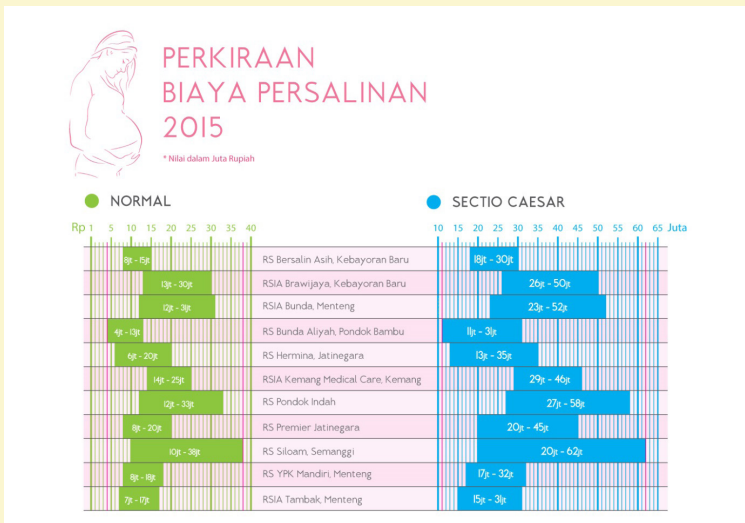 PERKIRAAN
BIAYA PERSALINAN
2015
* Nilai dalam Juta Rupiah
NORMAL
SECTIO CAESAR
Rp 1 5 10 15 20 25 30 35 40
10 15 20 25 30 35 40 45 50 55 60 65 Juta
8jt - 15jt RS Bersalin Asih, Kebayoran Baru 18jt - 30jt
13jt - 30jt RSIA Brawijaya, Kebayoran Baru 26jt - 50jt
12jt - 31jt RSIA Bunda, Menteng 23jt - 52jt
4jt - 13jt RS Bunda Aliyah, Pondok Bambu 11jt - 31jt
6jt - 20jt RS Hermina, Jatinegara 13jt - 35jt
14jt - 25jt RSIA Kemang Medical Care, Kemang 29jt - 46jt
12jt - 33jt RS Pondok Indah 27jt - 58jt
8jt - 20jt RS Premier Jatinegara 20jt - 45jt
10jt - 38jt RS Siloam, Semanggi 20jt - 62jt
8jt - 18jt RS YPK Mandiri, Menteng 17jt - 32jt
7jt - 17jt RSIA Tambak, Menteng 15jt - 31jt